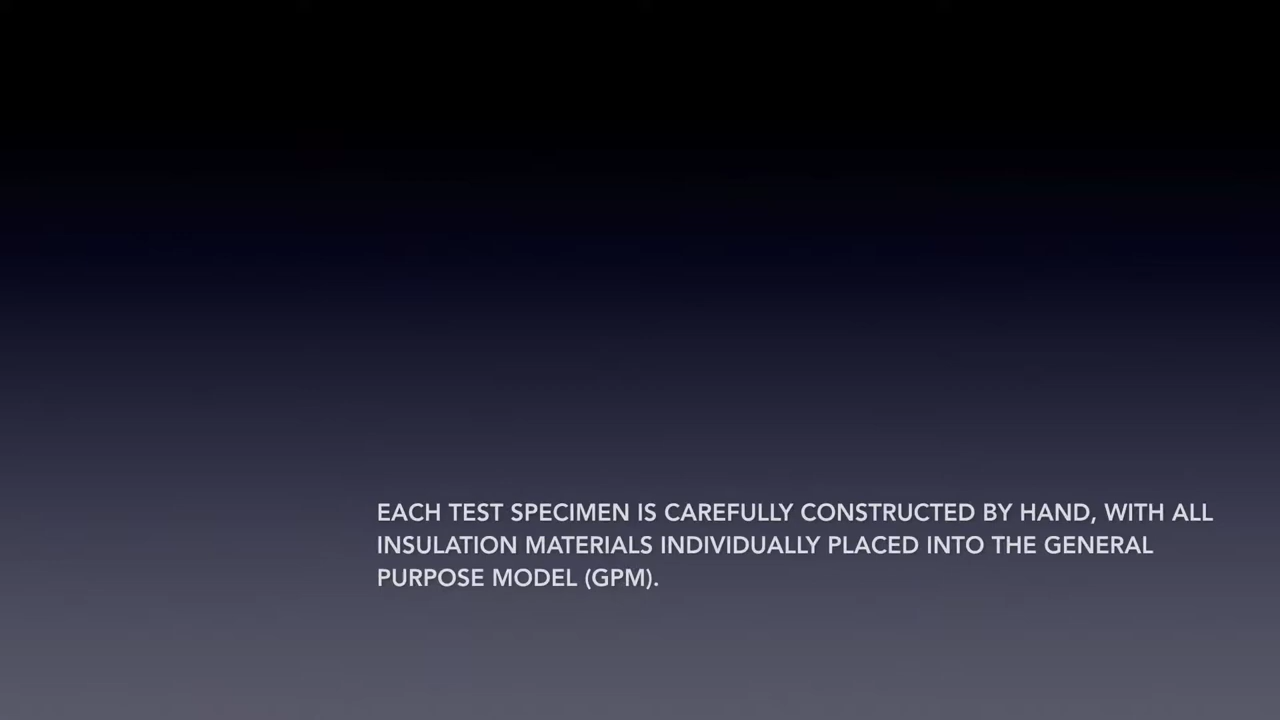 EACH TEST SPECIMEN IS CAREFULLY CONSTRUCTED BY HAND, WITH ALL
INSULATION MATERIALS INDIVIDUALLY PLACED INTO THE GENERAL
PURPOSE MODEL (GPM).